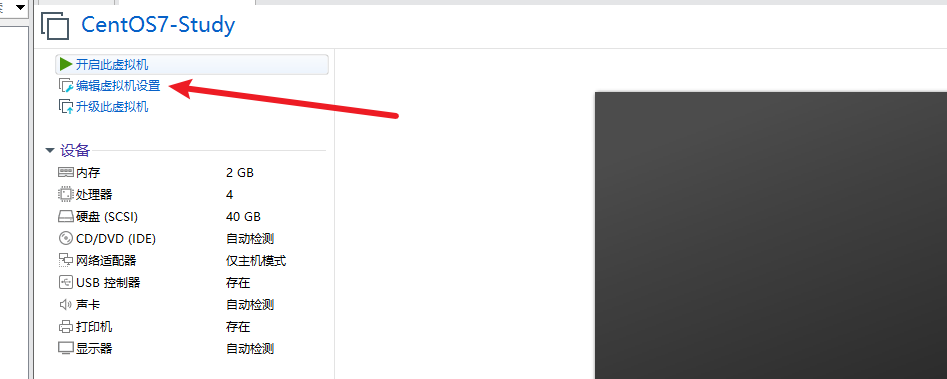 CentOS7-Study
开启此虚拟机
编辑虚拟机设置
升级此虚拟机
设备
内存 2 GB
处理器 4
硬盘 (SCSI) 40 GB
CD/DVD (IDE) 自动检测
网络适配器 仅主机模式
USB 控制器 存在
声卡 自动检测
打印机 存在
显示器 自动检测